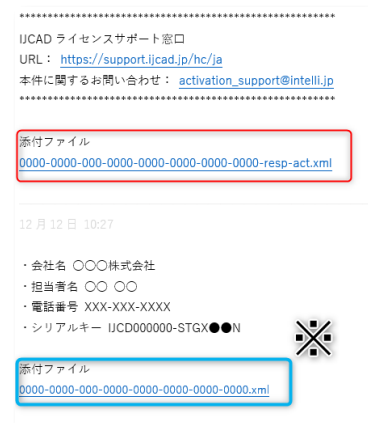 ****************************************************
IJCAD ライセンスサポート窓口
URL： https://support.ijcad.jp/hc/ja
本件に関するお問い合わせ： activation_support@intelli.jp
****************************************************
添付ファイル
0000-0000-000-0000-0000-0000-0000-0000-resp-act.xml
12 月 12 日 10:27
・会社名 〇〇〇株式会社
・担当者名 〇〇 〇〇
・電話番号 XXX-XXX-XXXX
・シリアルキー IJCD000000-STGX●●N
※
添付ファイル
0000-0000-000-0000-0000-0000-0000-0000.xml